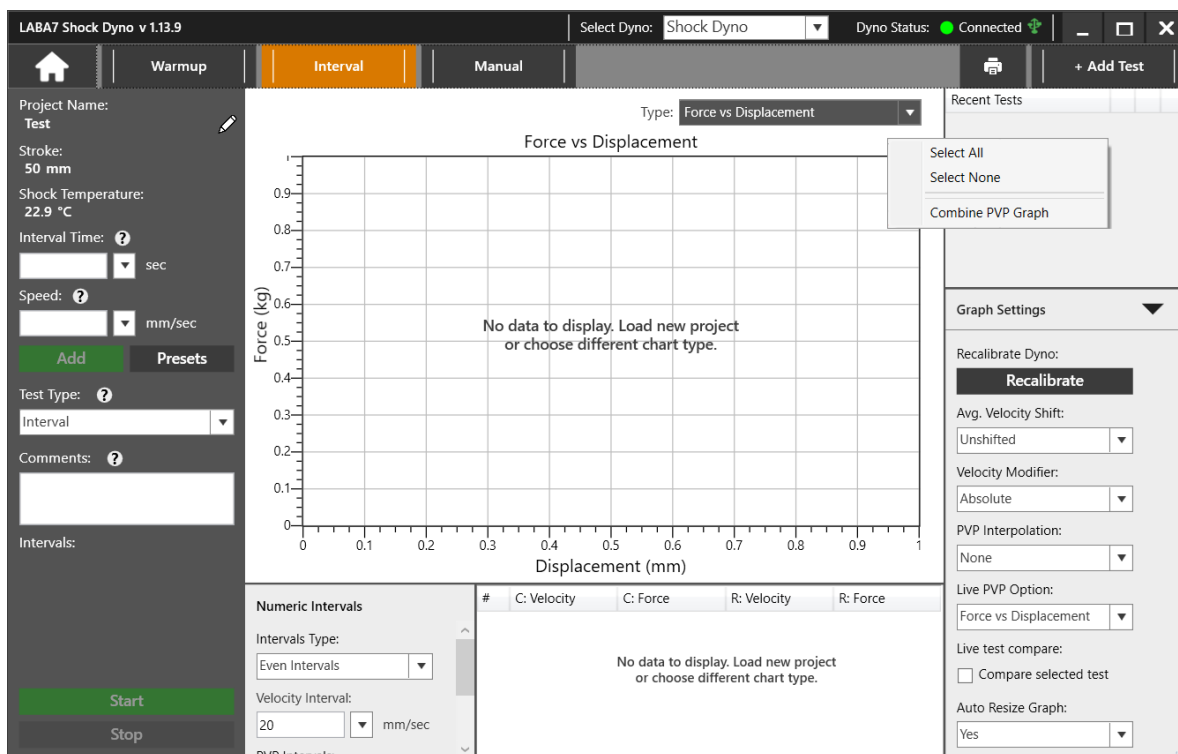 LABA7 Shock Dyno v 1.13.9
Select Dyno: Shock Dyno
Dyno Status: Connected
Warmup
Interval
Manual
+ Add Test
Project Name:
Test
Stroke:
50 mm
Shock Temperature:
22.9 °C
Interval Time: ?
sec
Speed: ?
mm/sec
Add
Presets
Test Type: ?
Interval
Comments: ?
Intervals:
Start
Stop
Type: Force vs Displacement
Force vs Displacement
1
0.9
0.8
0.7
0.6
0.5
0.4
0.3
0.2
0.1
0
Force (kg)
No data to display. Load new project
or choose different chart type.
0 0.1 0.2 0.3 0.4 0.5 0.6 0.7 0.8 0.9 1
Displacement (mm)
Numeric Intervals
Intervals Type:
Even Intervals
Velocity Interval:
20 mm/sec
# C: Velocity C: Force R: Velocity R: Force
No data to display. Load new project
or choose different chart type.
Recent Tests
Select All
Select None
Combine PVP Graph
Graph Settings
Recalibrate Dyno:
Recalibrate
Avg. Velocity Shift:
Unshifted
Velocity Modifier:
Absolute
PVP Interpolation:
None
Live PVP Option:
Force vs Displacement
Live test compare:
Compare selected test
Auto Resize Graph:
Yes